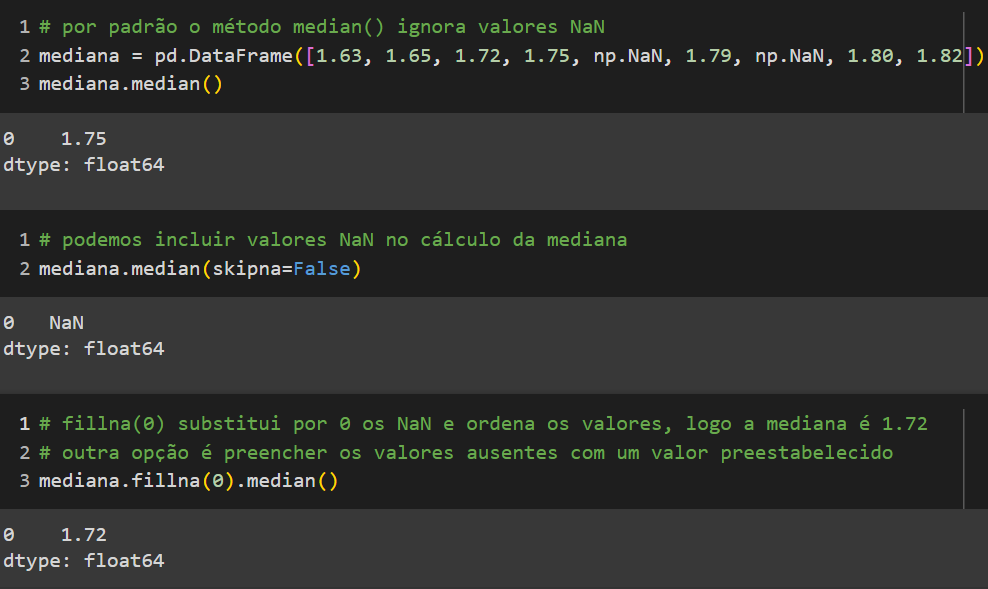 1 # por padrão o método median() ignora valores NaN
2 mediana = pd.DataFrame([1.63, 1.65, 1.72, 1.75, np.NaN, 1.79, np.NaN, 1.80, 1.82])
3 mediana.median()
0    1.75
dtype: float64
1 # podemos incluir valores NaN no cálculo da mediana
2 mediana.median(skipna=False)
0   NaN
dtype: float64
1 # fillna(0) substitui por 0 os NaN e ordena os valores, logo a mediana é 1.72
2 # outra opção é preencher os valores ausentes com um valor preestabelecido
3 mediana.fillna(0).median()
0    1.72
dtype: float64